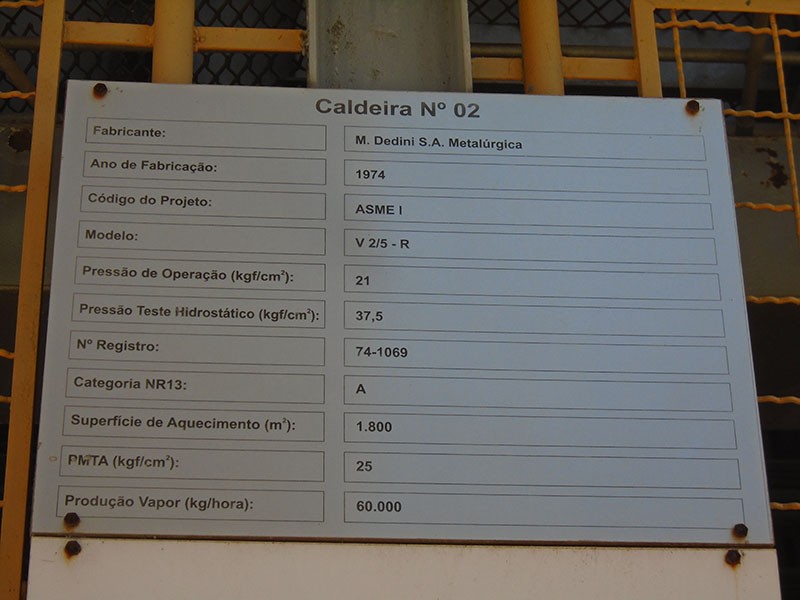 Caldeira Nº 02
Fabricante: M. Dedini S.A. Metalúrgica
Ano de Fabricação: 1974
Código do Projeto: ASME I
Modelo: V 2/5 - R
Pressão de Operação (kgf/cm²): 21
Pressão Teste Hidrostático (kgf/cm²): 37,5
Nº Registro: 74-1069
Categoria NR13: A
Superfície de Aquecimento (m²): 1.800
PMTA (kgf/cm²): 25
Produção Vapor (kg/hora): 60.000